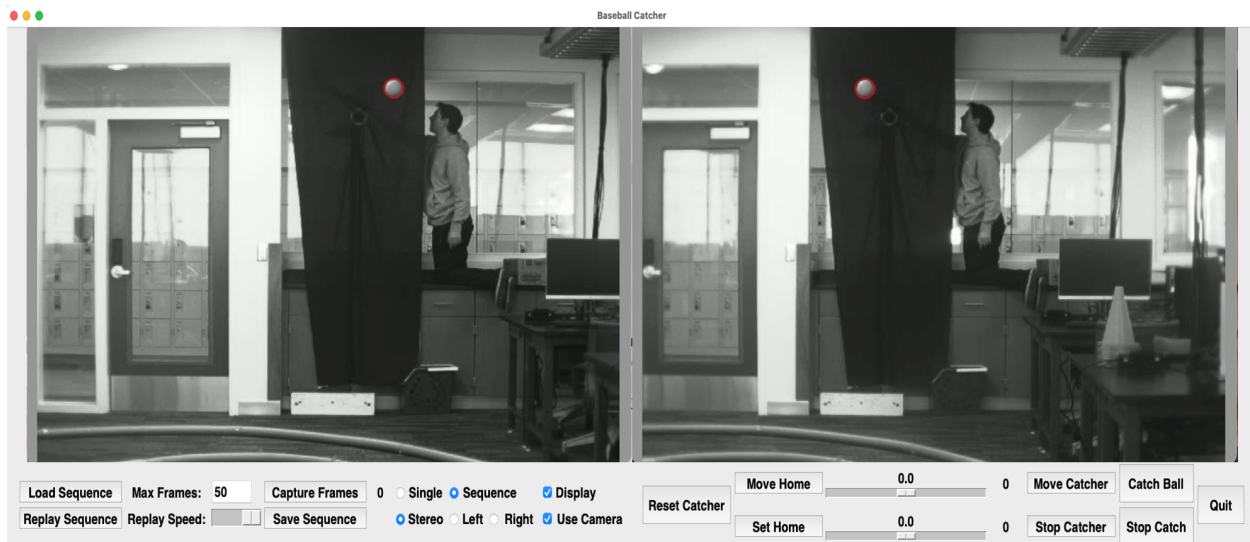 Baseball Catcher
Load Sequence Max Frames: 50 Capture Frames 0 Single Sequence Display
Replay Sequence Replay Speed: Save Sequence Stereo Left Right Use Camera
Reset Catcher
Move Home 0.0 0 Move Catcher Catch Ball
Quit
Set Home 0.0 0 Stop Catcher Stop Catch